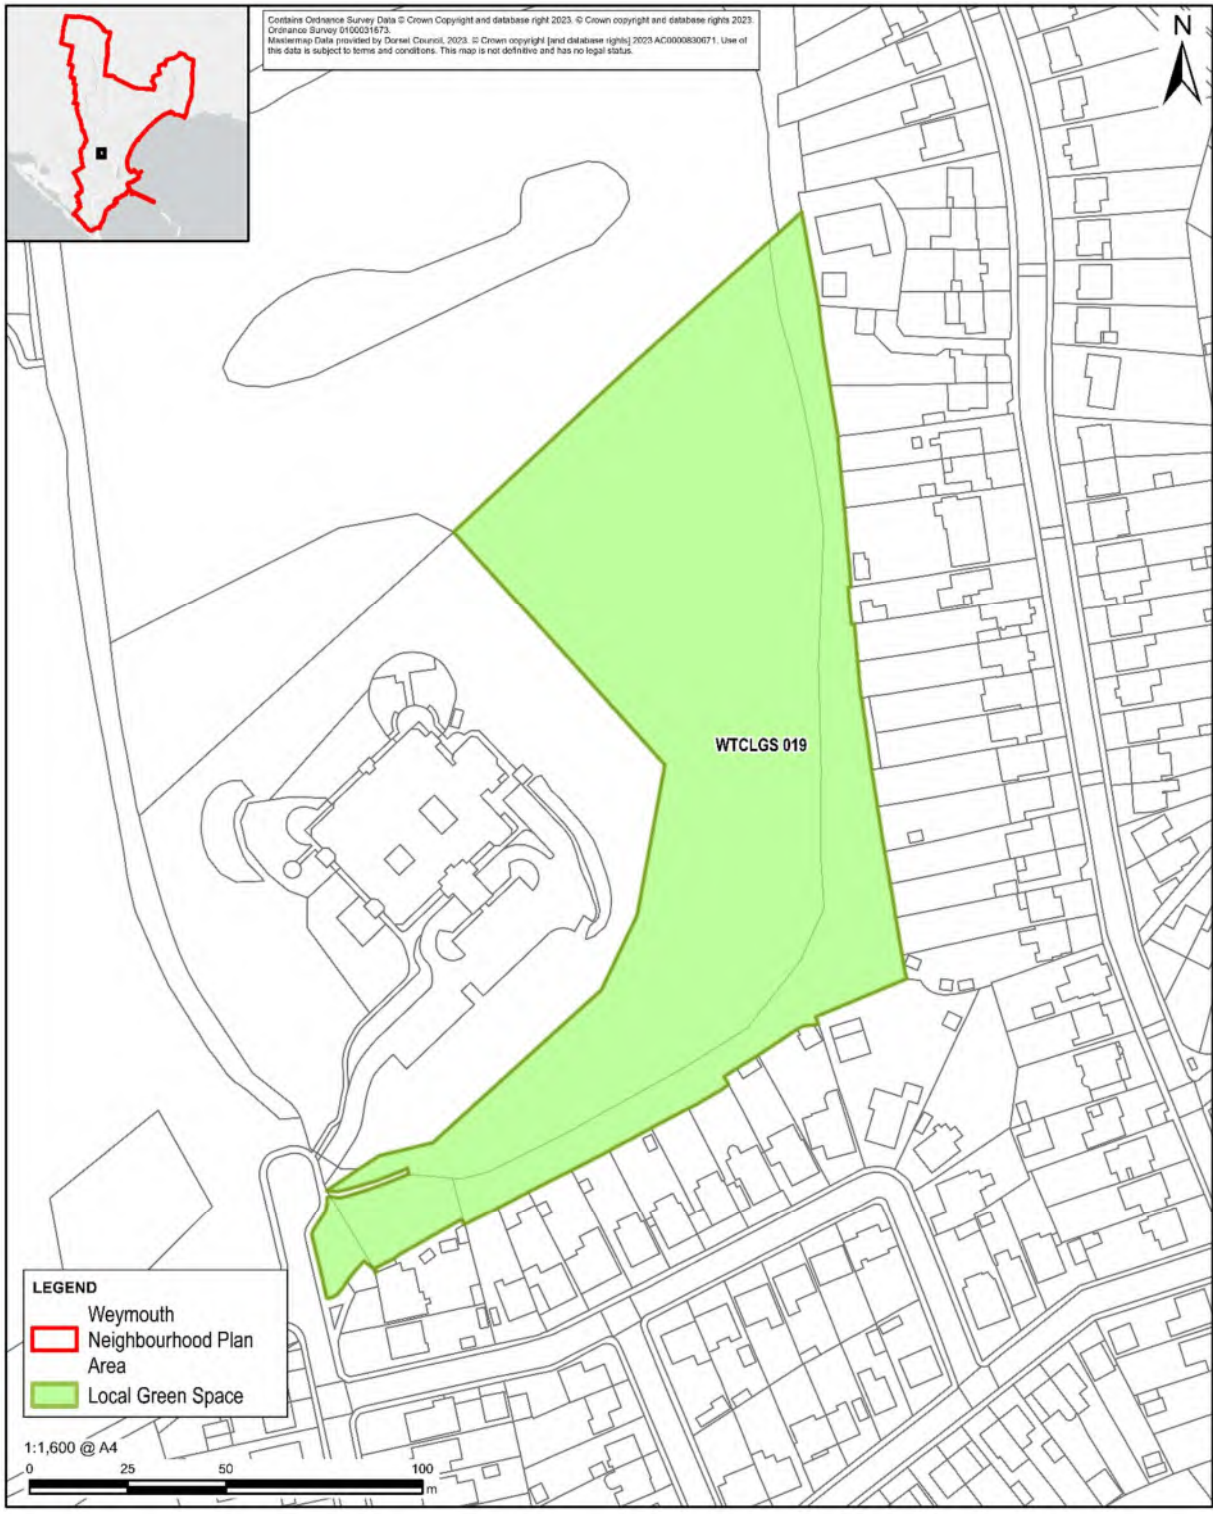 Contains Ordnance Survey Data © Crown Copyright and database right 2023. © Crown copyright and database rights 2023.
Ordnance Survey 0100031673.
Mastermap Data provided by Dorset Council, 2023. © Crown copyright [and database rights] 2023 AC0000830671. Use of
this data is subject to terms and conditions. This map is not definitive and has no legal status.
N
WTCLGS 019
LEGEND
Weymouth
Neighbourhood Plan
Area
Local Green Space
1:1,600 @ A4
0 25 50 100
m